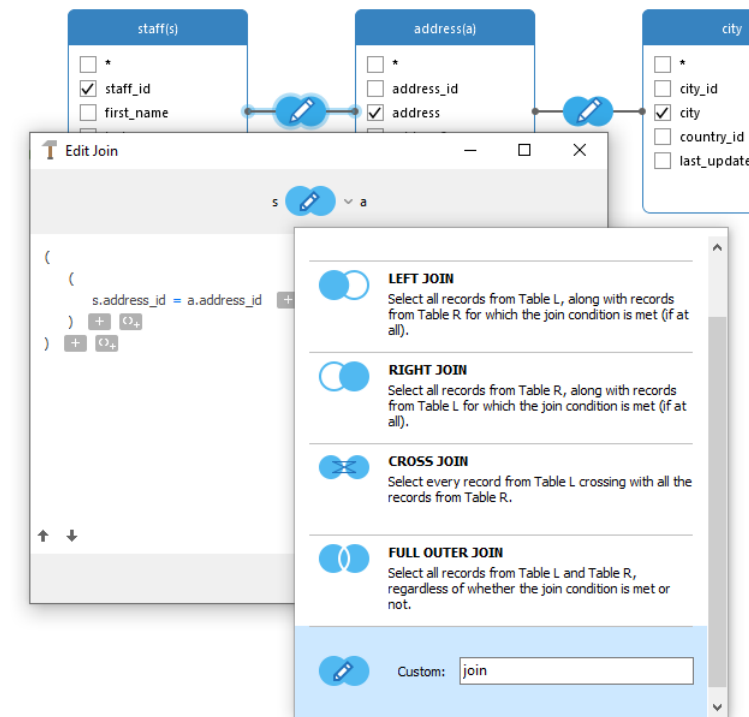 staff(s)
address(a)
city
*
*
*
staff_id
address_id
city_id
first_name
address
city
country_id
last_update
Edit Join
s
a
(
(
s.address_id = a.address_id
)
)
LEFT JOIN
Select all records from Table L, along with records
from Table R for which the join condition is met (if at
all).
RIGHT JOIN
Select all records from Table R, along with records
from Table L for which the join condition is met (if at
all).
CROSS JOIN
Select every record from Table L crossing with all the
records from Table R.
FULL OUTER JOIN
Select all records from Table L and Table R,
regardless of whether the join condition is met or
not.
Custom:
join